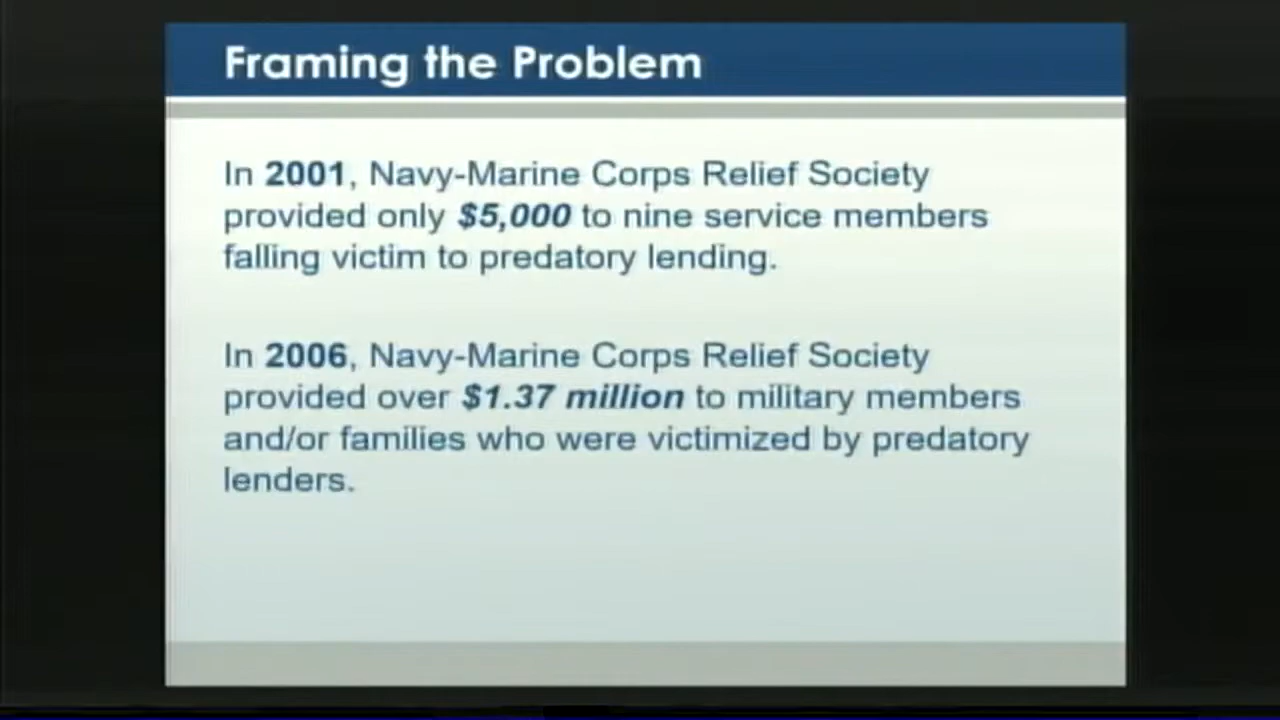 Framing the Problem
In 2001, Navy-Marine Corps Relief Society
provided only $5,000 to nine service members
falling victim to predatory lending.
In 2006, Navy-Marine Corps Relief Society
provided over $1.37 million to military members
and/or families who were victimized by predatory
lenders.